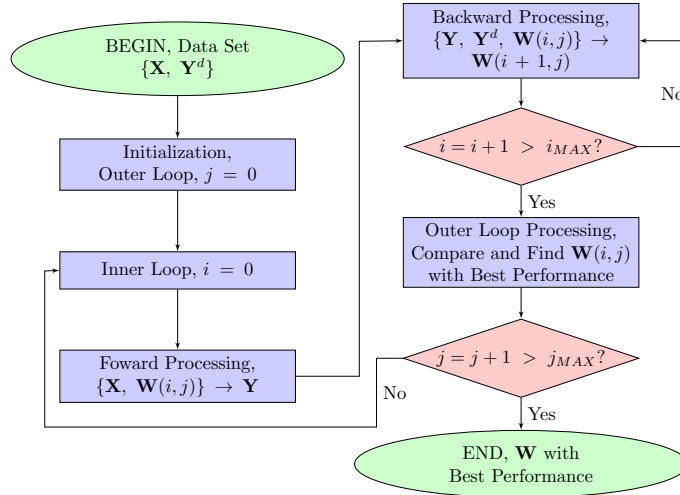 BEGIN, Data Set
{X, Y^d}
Initialization,
Outer Loop, j = 0
Inner Loop, i = 0
Foward Processing,
{X, W(i, j)} → Y
Backward Processing,
{Y, Y^d, W(i, j)} →
W(i + 1, j)
No
i = i + 1 > i_MAX?
Yes
Outer Loop Processing,
Compare and Find W(i, j)
with Best Performance
j = j + 1 > j_MAX?
No
Yes
END, W with
Best Performance